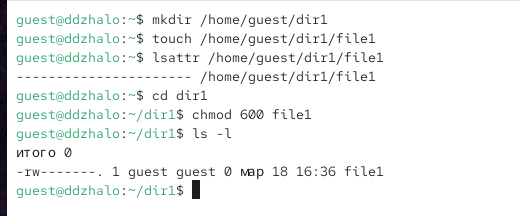 guest@ddzhalo:~$ mkdir /home/guest/dir1
guest@ddzhalo:~$ touch /home/guest/dir1/file1
guest@ddzhalo:~$ lsattr /home/guest/dir1/file1
---------------------- /home/guest/dir1/file1
guest@ddzhalo:~$ cd dir1
guest@ddzhalo:~/dir1$ chmod 600 file1
guest@ddzhalo:~/dir1$ ls -l
итого 0
-rw-------. 1 guest guest 0 мар 18 16:36 file1
guest@ddzhalo:~/dir1$